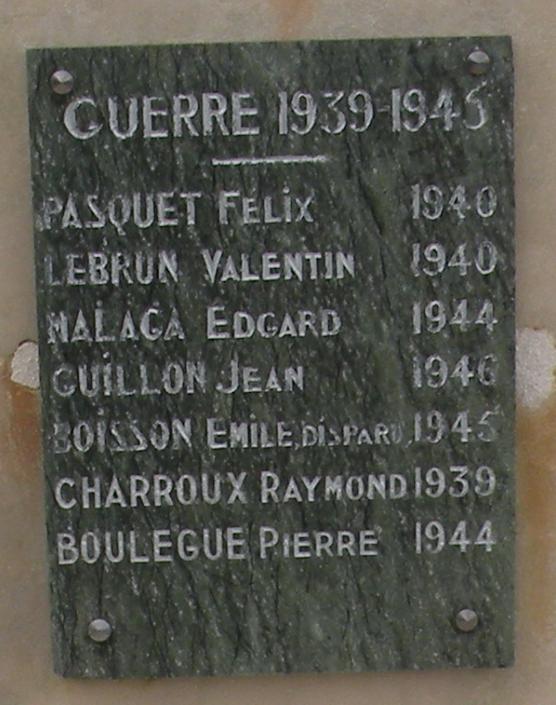 GUERRE 1939-1945
PASQUET FELIX 1940
LEBRUN VALENTIN 1940
MALAGA EDGARD 1944
GUILLON JEAN 1946
BOISSON EMILE, DISPARU, 1945
CHARROUX RAYMOND 1939
BOULEGUE PIERRE 1944